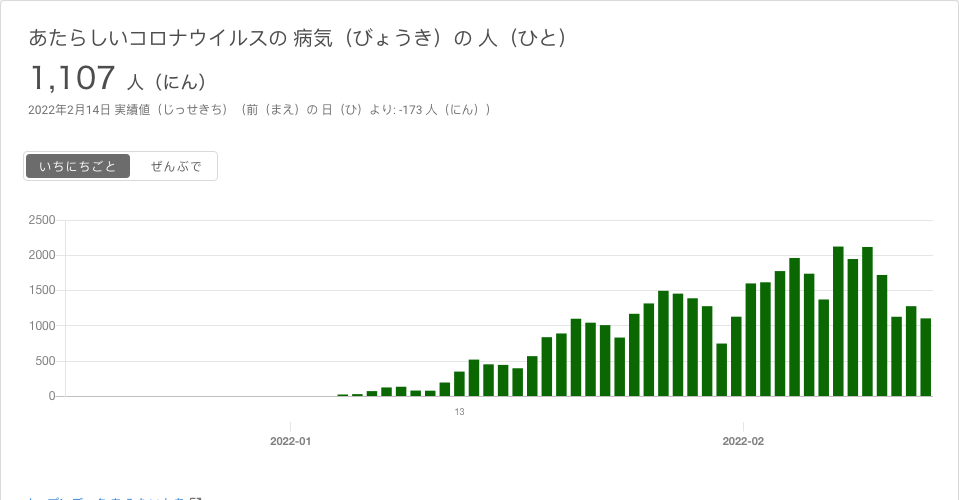 あたらしいコロナウイルスの 病気（びょうき）の 人（ひと）
1,107 人（にん）
2022年2月14日 実績値（じっせきち）（前（まえ）の 日（ひ）より: -173 人（にん））
いちにちごと ぜんぶで
2500
2000
1500
1000
500
0
13
2022-01 2022-02